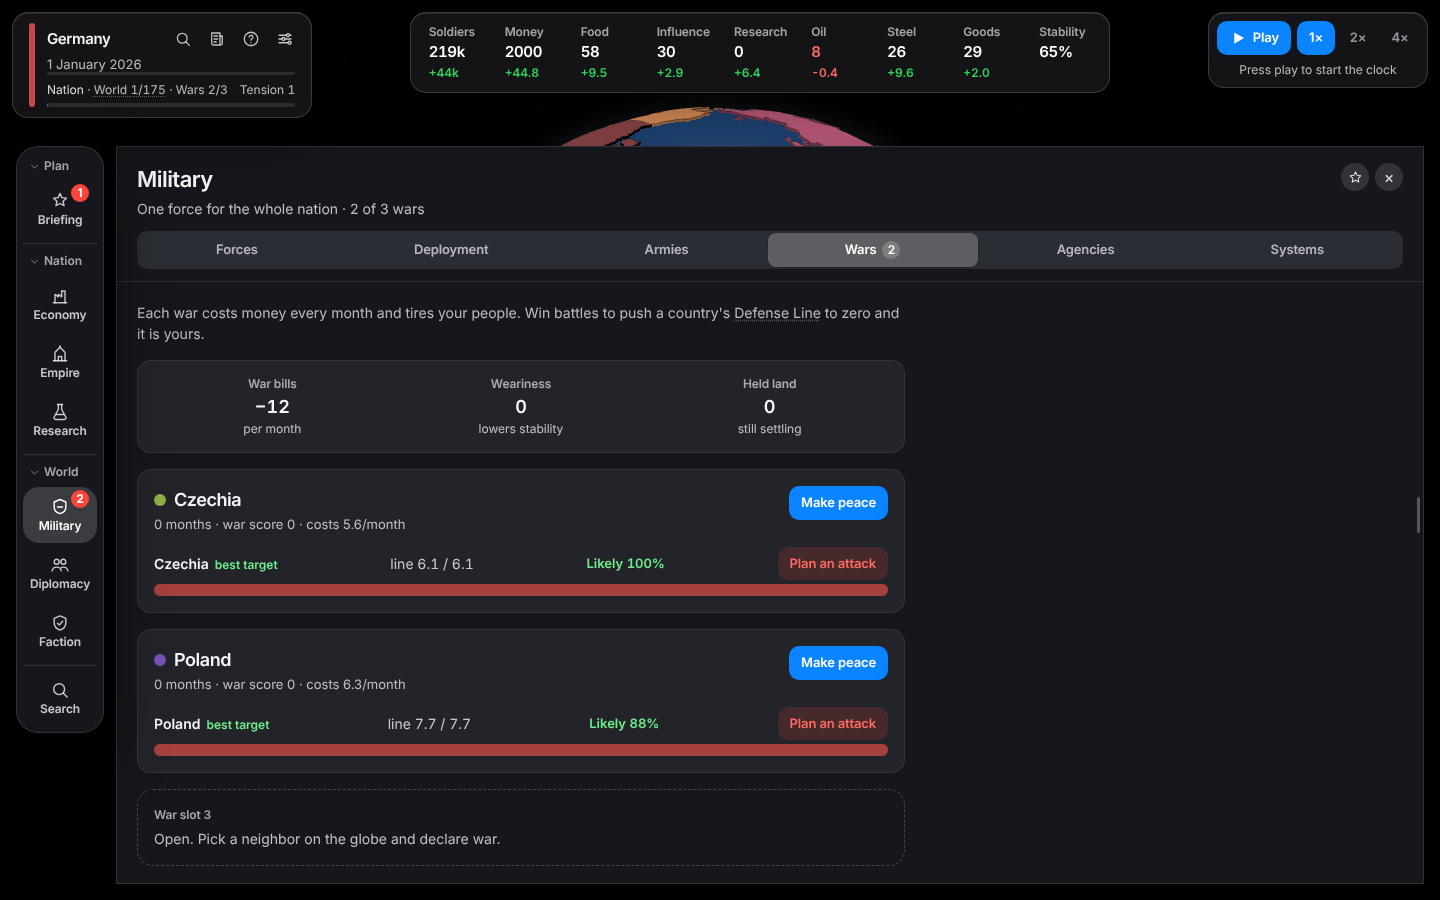 Germany
1 January 2026
Nation · World 1/175 · Wars 2/3 Tension 1
Soldiers Money Food Influence Research Oil Steel Goods Stability
219k 2000 58 30 0 8 26 29 65%
+44k +44.8 +9.5 +2.9 +6.4 -0.4 +9.6 +2.0
Play 1× 2× 4×
Press play to start the clock
Plan
1
Briefing
Nation
Economy
Empire
Research
World
2
Military
Diplomacy
Faction
Search
Military
One force for the whole nation · 2 of 3 wars
Forces Deployment Armies Wars 2 Agencies Systems
Each war costs money every month and tires your people. Win battles to push a country's Defense Line to zero and
it is yours.
War bills Weariness Held land
−12 0 0
per month lowers stability still settling
Czechia Make peace
0 months · war score 0 · costs 5.6/month
Czechia best target line 6.1 / 6.1 Likely 100% Plan an attack
Poland Make peace
0 months · war score 0 · costs 6.3/month
Poland best target line 7.7 / 7.7 Likely 88% Plan an attack
War slot 3
Open. Pick a neighbor on the globe and declare war.